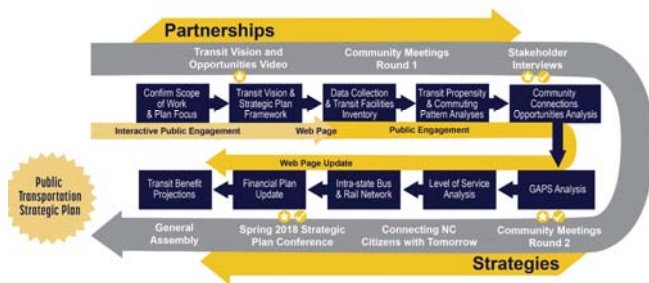 Partnerships
Transit Vision and
Opportunities Video
Community Meetings
Round 1
Stakeholder
Interviews
Confirm Scope
of Work
& Plan Focus
Transit Vision &
Strategic Plan
Framework
Data Collection
& Transit Facilities
Inventory
Transit Propensity
& Commuting
Pattern Analyses
Community
Connections
Opportunities Analysis
Interactive Public Engagement
Web Page
Public Engagement
Web Page Update
Public
Transportation
Strategic Plan
Transit Benefit
Projections
Financial Plan
Update
Intra-state Bus
& Rail Network
Level of Service
Analysis
GAPS Analysis
General
Assembly
Spring 2018 Strategic
Plan Conference
Connecting NC
Citizens with Tomorrow
Community Meetings
Round 2
Strategies